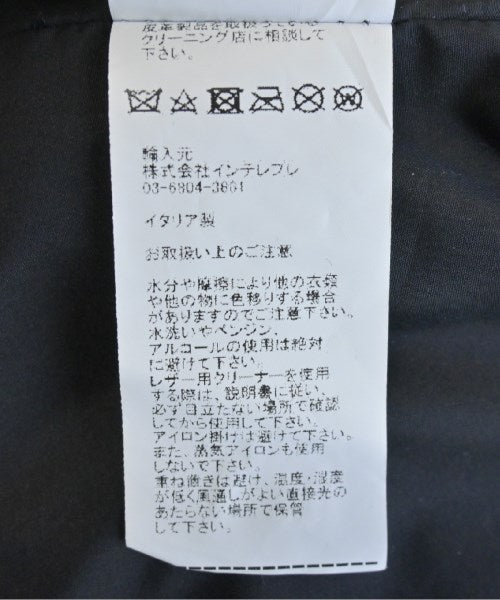 皮革製品を取扱っている
クリーニング店に相談して
下さい。
輸入元
株式会社インテレプレ
03-6804-3861
イタリア製
お取扱い上のご注意
水分や摩擦により他の衣類
や他の物に色移りする場合
がありますのでご注意下さい。
水洗いやベンジン、
アルコールの使用は絶対
に避けて下さい。
レザー用クリーナーを使用
する際は、説明書に従い、
必ず目立たない場所で確認
してから使用して下さい。
アイロン掛けは避けて下さい。
また、蒸気アイロンも使用
しないで下さい。
重ね置きは避け、温度・湿度
が低く風通しがよい直接光の
あたらない場所で保管
して下さい。